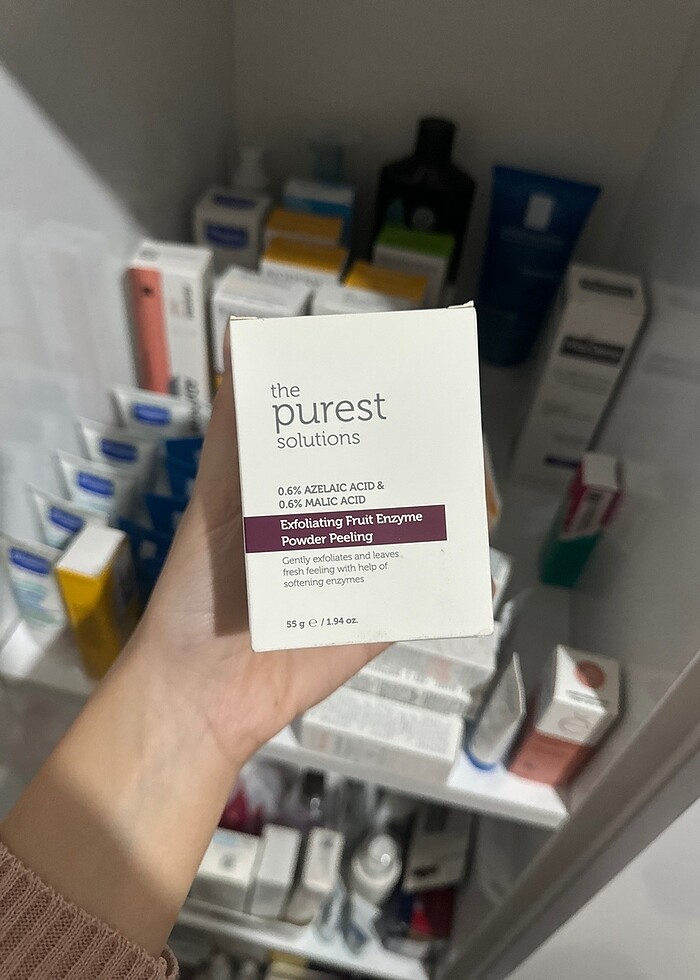 the
purest
solutions
0.6% AZELAIC ACID &
0.6% MALIC ACID
Exfoliating Fruit Enzyme
Powder Peeling
Gently exfoliates and leaves
fresh feeling with help of
softening enzymes
55 g ℮ / 1.94 oz.